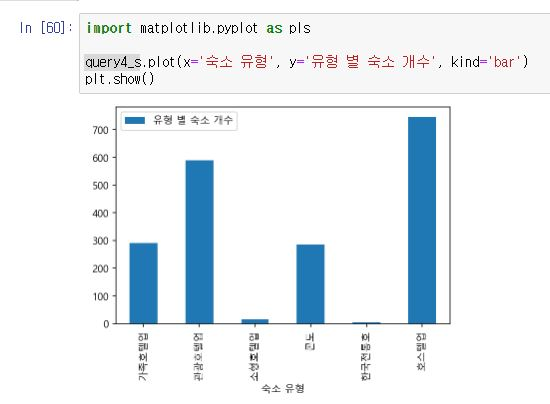 In [60]: import matplotlib.pyplot as pls
query4_s.plot(x='숙소 유형', y='유형 별 숙소 개수', kind='bar')
plt.show()
유형 별 숙소 개수
700
600
500
400
300
200
100
0
가족호텔업
관광호텔업
소형호텔업
콘도
한국전통호
호스텔업
숙소 유형